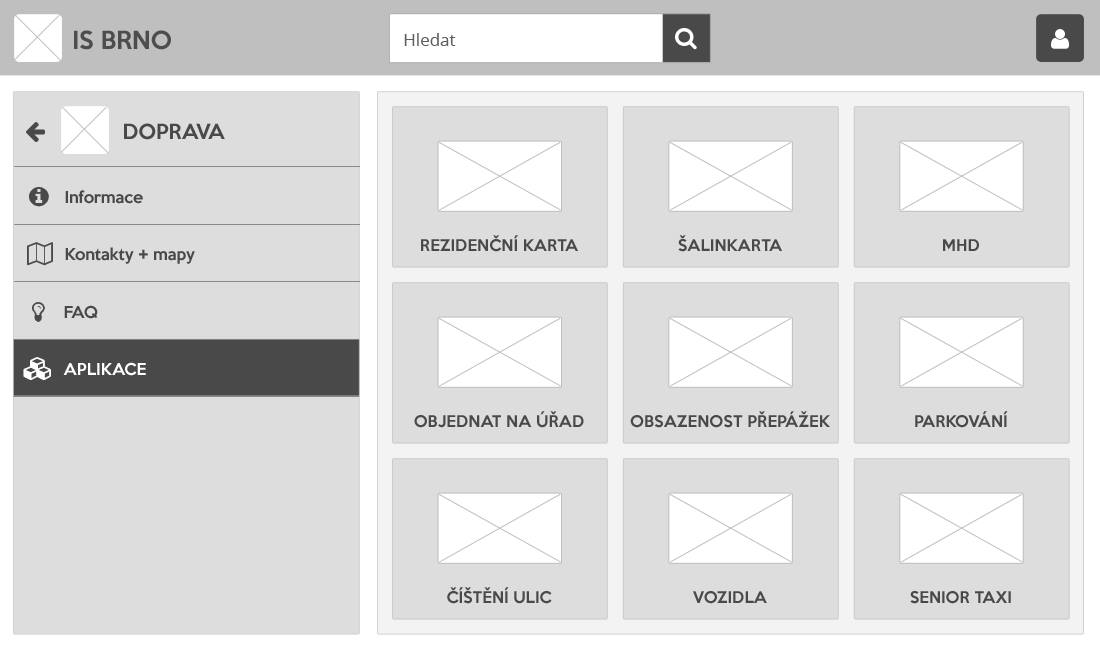 IS BRNO
Hledat
DOPRAVA
Informace
Kontakty + mapy
FAQ
APLIKACE
REZIDENČNÍ KARTA
ŠALINKARTA
MHD
OBJEDNAT NA ÚŘAD
OBSAZENOST PŘEPÁŽEK
PARKOVÁNÍ
ČÍŠTĚNÍ ULIC
VOZIDLA
SENIOR TAXI